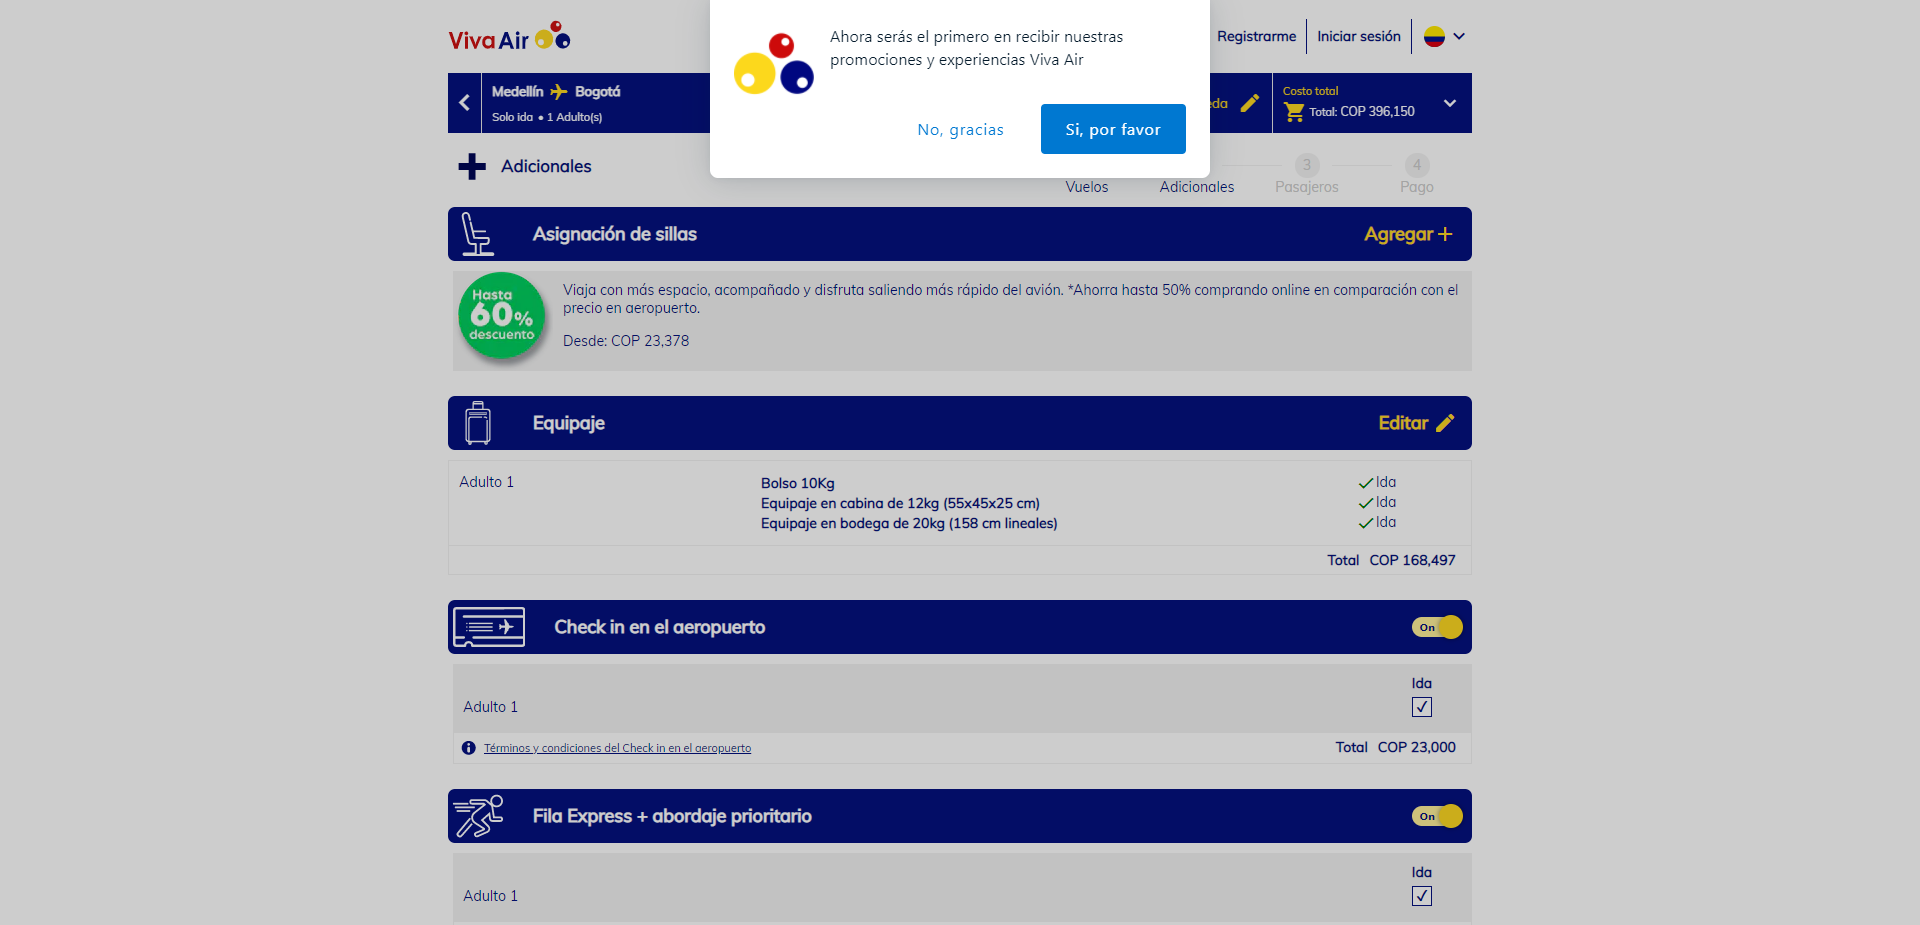 Viva Air
Ahora serás el primero en recibir nuestras
promociones y experiencias Viva Air
No, gracias
Si, por favor
Registrarme
Iniciar sesión
Medellín Bogotá
Solo ida • 1 Adulto(s)
Costo total
Total: COP 396,150
Adicionales
3
4
Vuelos
Adicionales
Pasajeros
Pago
Asignación de sillas
Agregar +
Hasta
60%
descuento
Viaja con más espacio, acompañado y disfruta saliendo más rápido del avión. *Ahorra hasta 50% comprando online en comparación con el
precio en aeropuerto.
Desde: COP 23,378
Equipaje
Editar
Adulto 1
Bolso 10Kg
Ida
Equipaje en cabina de 12kg (55x45x25 cm)
Ida
Equipaje en bodega de 20kg (158 cm lineales)
Ida
Total COP 168,497
Check in en el aeropuerto
On
Ida
Adulto 1
Términos y condiciones del Check in en el aeropuerto
Total COP 23,000
Fila Express + abordaje prioritario
On
Ida
Adulto 1